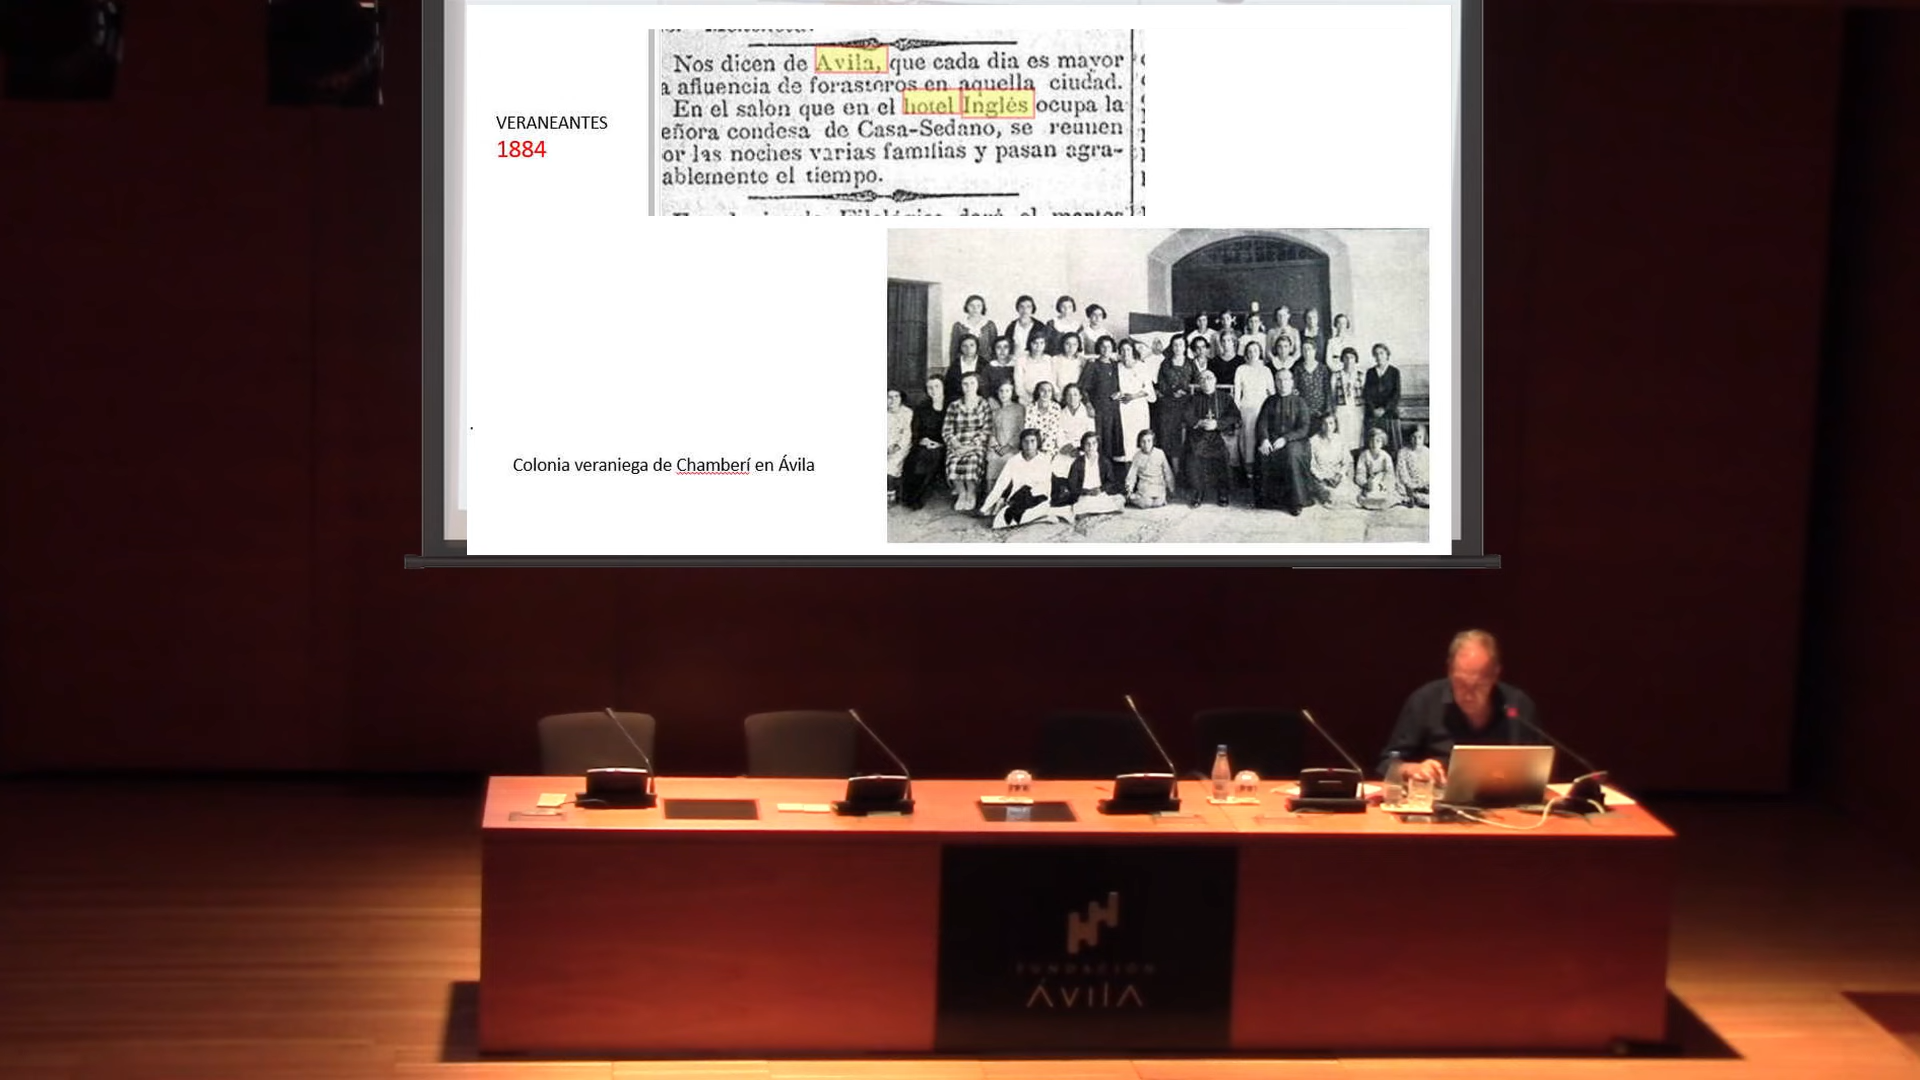 Nos dicen de Avila, que cada dia es mayor
a afluencia de forasteros en aquella ciudad.
En el salon que en el hotel Inglés ocupa la
eñora condesa de Casa-Sedano, se reunen
or las noches varias familias y pasan agra-
ablemente el tiempo.
VERANEANTES
1884
Colonia veraniega de Chamberí en Ávila
FUNDACIÓN
ÁVILA